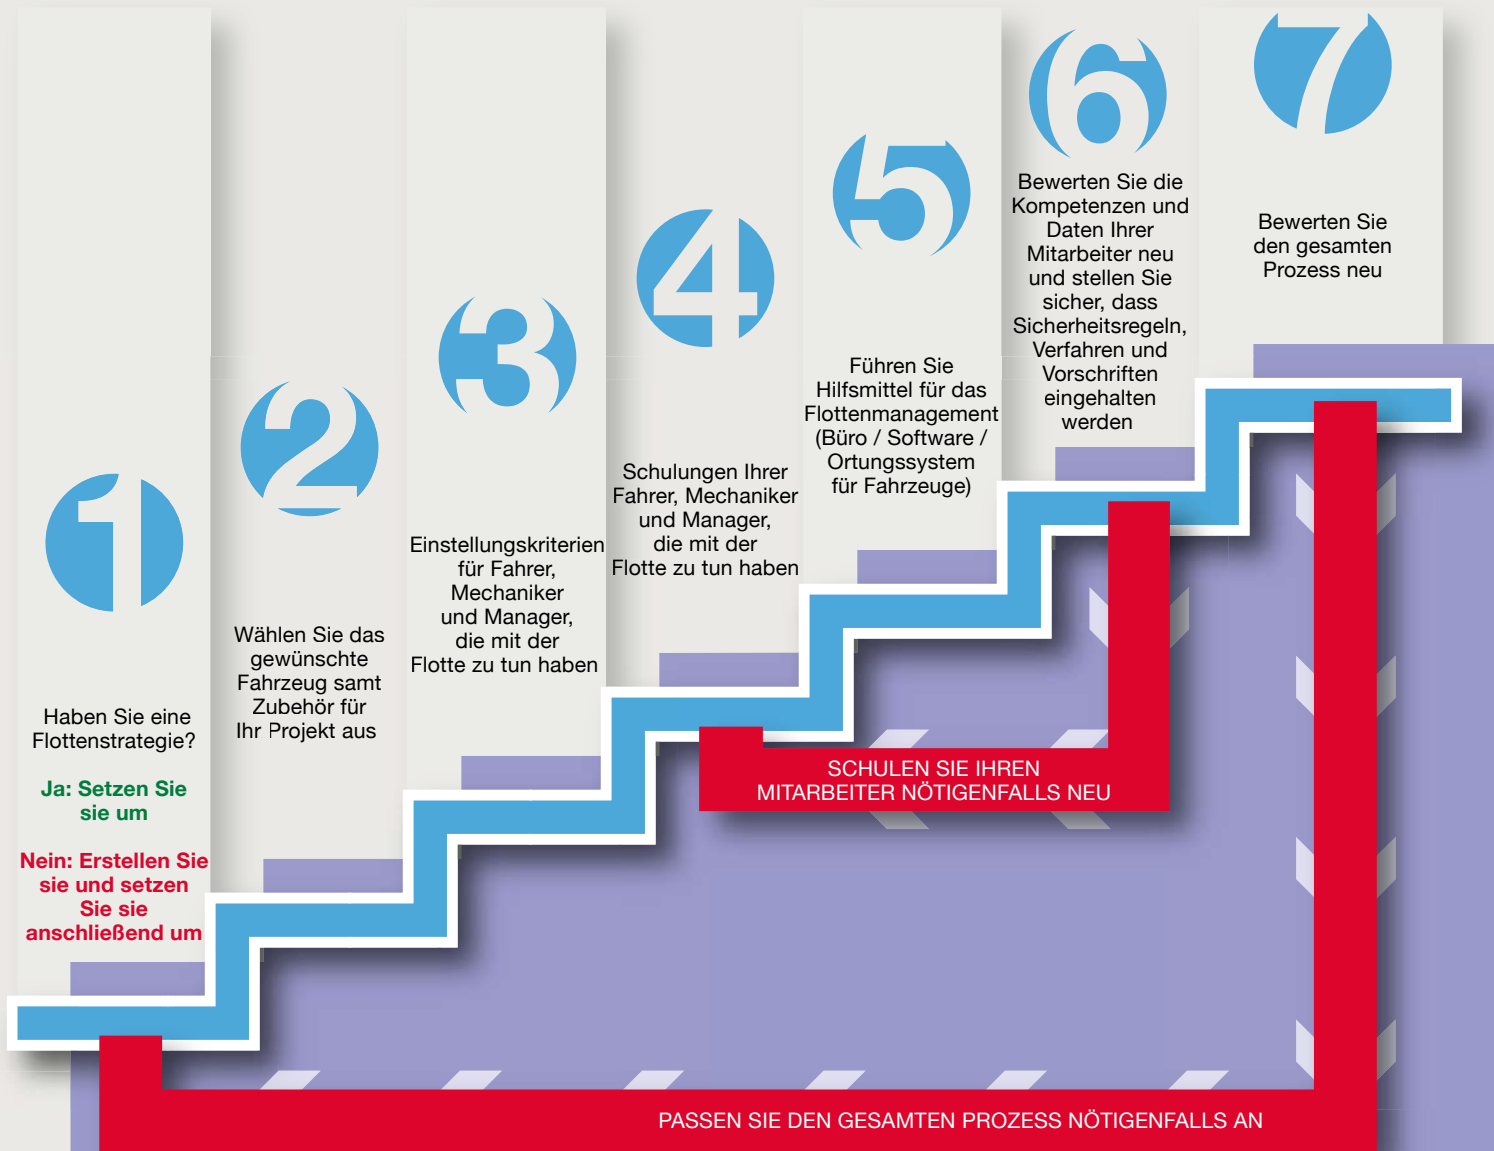 1
Haben Sie eine
Flottenstrategie?
Ja: Setzen Sie
sie um
Nein: Erstellen Sie
sie und setzen
Sie sie
anschließend um
2
Wählen Sie das
gewünschte
Fahrzeug samt
Zubehör für
Ihr Projekt aus
3
Einstellungskriterien
für Fahrer,
Mechaniker
und Manager,
die mit der
Flotte zu tun haben
4
Schulungen Ihrer
Fahrer, Mechaniker
und Manager,
die mit der
Flotte zu tun haben
5
Führen Sie
Hilfsmittel für das
Flottenmanagement
(Büro / Software /
Ortungssystem
für Fahrzeuge)
6
Bewerten Sie die
Kompetenzen und
Daten Ihrer
Mitarbeiter neu
und stellen Sie
sicher, dass
Sicherheitsregeln,
Verfahren und
Vorschriften
eingehalten
werden
7
Bewerten Sie
den gesamten
Prozess neu
SCHULEN SIE IHREN
MITARBEITER NÖTIGENFALLS NEU
PASSEN SIE DEN GESAMTEN PROZESS NÖTIGENFALLS AN